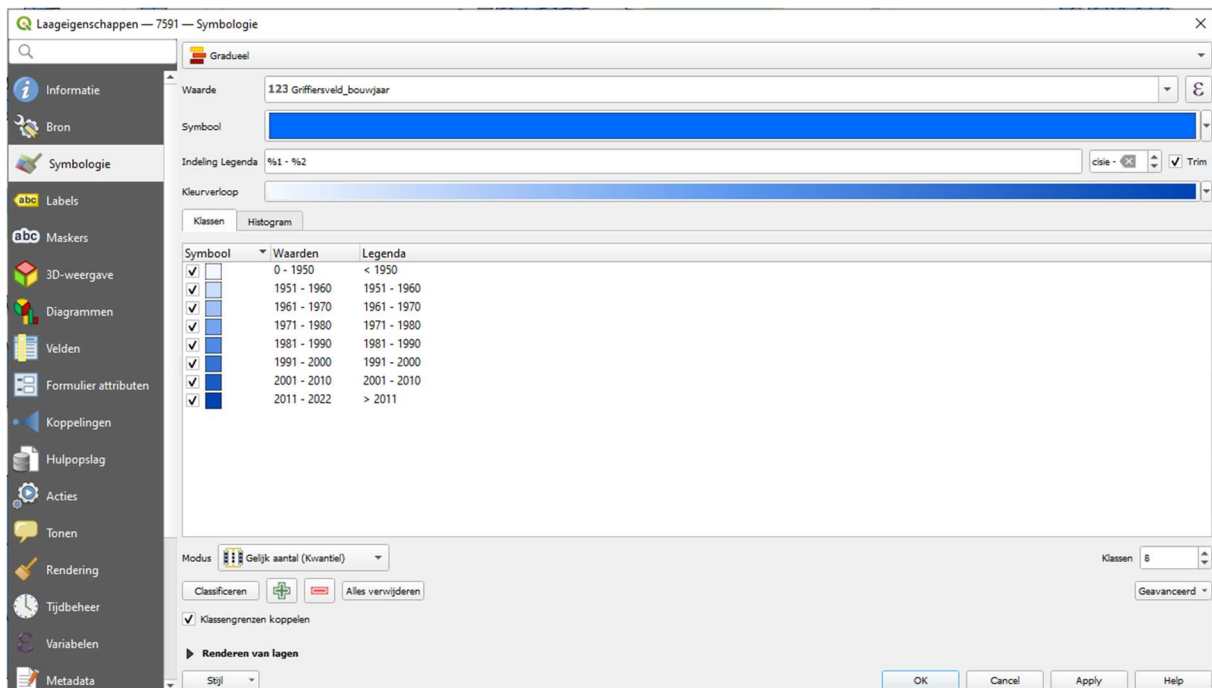 Laageigenschappen — 7591 — Symbologie
Gradueel
Informatie
Bron
Symbologie
abc Labels
abc Maskers
3D-weergave
Diagrammen
Velden
Formulier attributen
Koppelingen
Hulpopslag
Acties
Tonen
Rendering
Tijdbeheer
Variabelen
Metadata
Waarde 123 Griffiersveld_bouwjaar ε
Symbool
Indeling Legenda %1 - %2 cisie - Trim
Kleurverloop
Klassen Histogram
Symbool Waarden Legenda
0 - 1950 < 1950
1951 - 1960 1951 - 1960
1961 - 1970 1961 - 1970
1971 - 1980 1971 - 1980
1981 - 1990 1981 - 1990
1991 - 2000 1991 - 2000
2001 - 2010 2001 - 2010
2011 - 2022 > 2011
Modus Gelijk aantal (Kwantiel) Klassen 8
Classificeren Alles verwijderen Geavanceerd
Klassengrenzen koppelen
Renderen van lagen
Stijl OK Cancel Apply Help